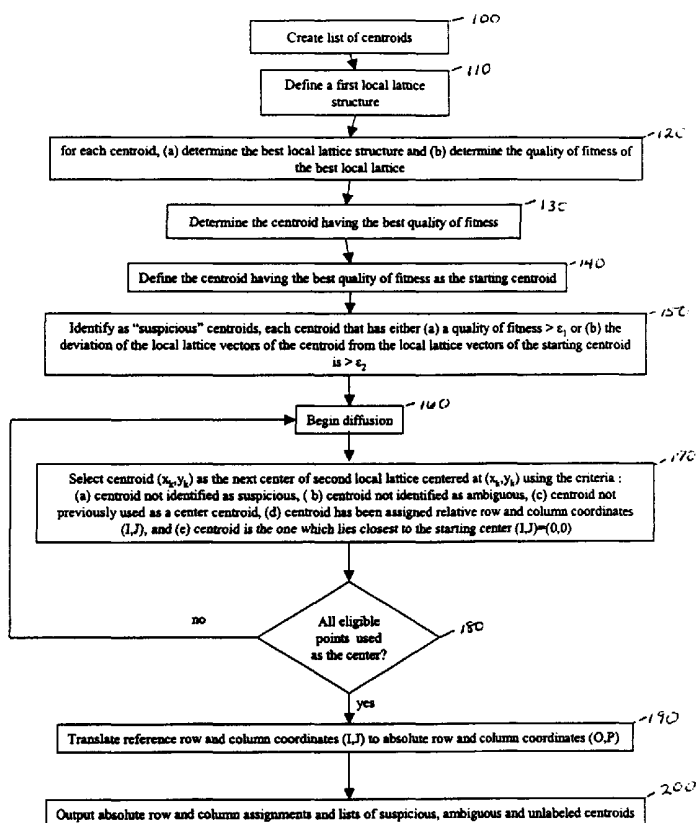 100
Create list of centroids
110
Define a first local lattice
structure
120
for each centroid, (a) determine the best local lattice structure and (b) determine the quality of fitness of
the best local lattice
130
Determine the centroid having the best quality of fitness
140
Define the centroid having the best quality of fitness as the starting centroid
150
Identify as “suspicious” centroids, each centroid that has either (a) a quality of fitness > ε₁ or (b) the
deviation of the local lattice vectors of the centroid from the local lattice vectors of the starting centroid
is > ε₂
160
Begin diffusion
170
Select centroid (xₖ,yₖ) as the next center of second local lattice centered at (xₖ,yₖ) using the criteria :
(a) centroid not identified as suspicious, ( b) centroid not identified as ambiguous, (c) centroid not
previously used as a center centroid, (d) centroid has been assigned relative row and column coordinates
(I,J), and (e) centroid is the one which lies closest to the starting center (I,J)=(0,0)
no
All eligible
points used
as the center?
180
yes
190
Translate reference row and column coordinates (I,J) to absolute row and column coordinates (O,P)
200
Output absolute row and column assignments and lists of suspicious, ambiguous and unlabeled centroids